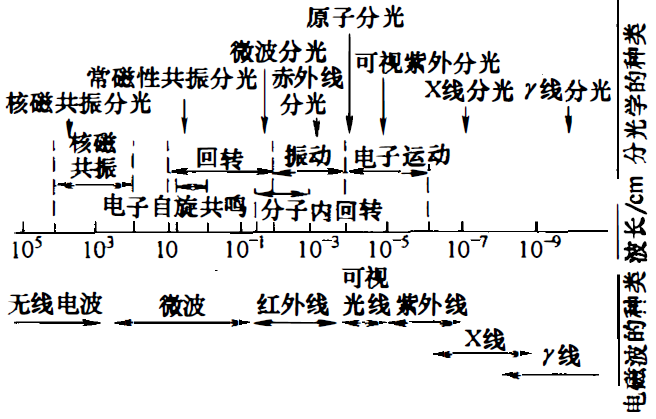 原子分光
微波分光
常磁性共振分光
赤外线
分光
可视紫外分光
核磁共振分光
X线分光
γ线分光
核磁
共振
回转
振动
电子运动
电子自旋共鸣
分子内回转
10⁵
10³
10
10⁻¹
10⁻³
10⁻⁵
10⁻⁷
10⁻⁹
无线电波
微波
红外线
可视
光线
紫外线
X线
γ线
分光学的种类
波长/cm
电磁波的种类